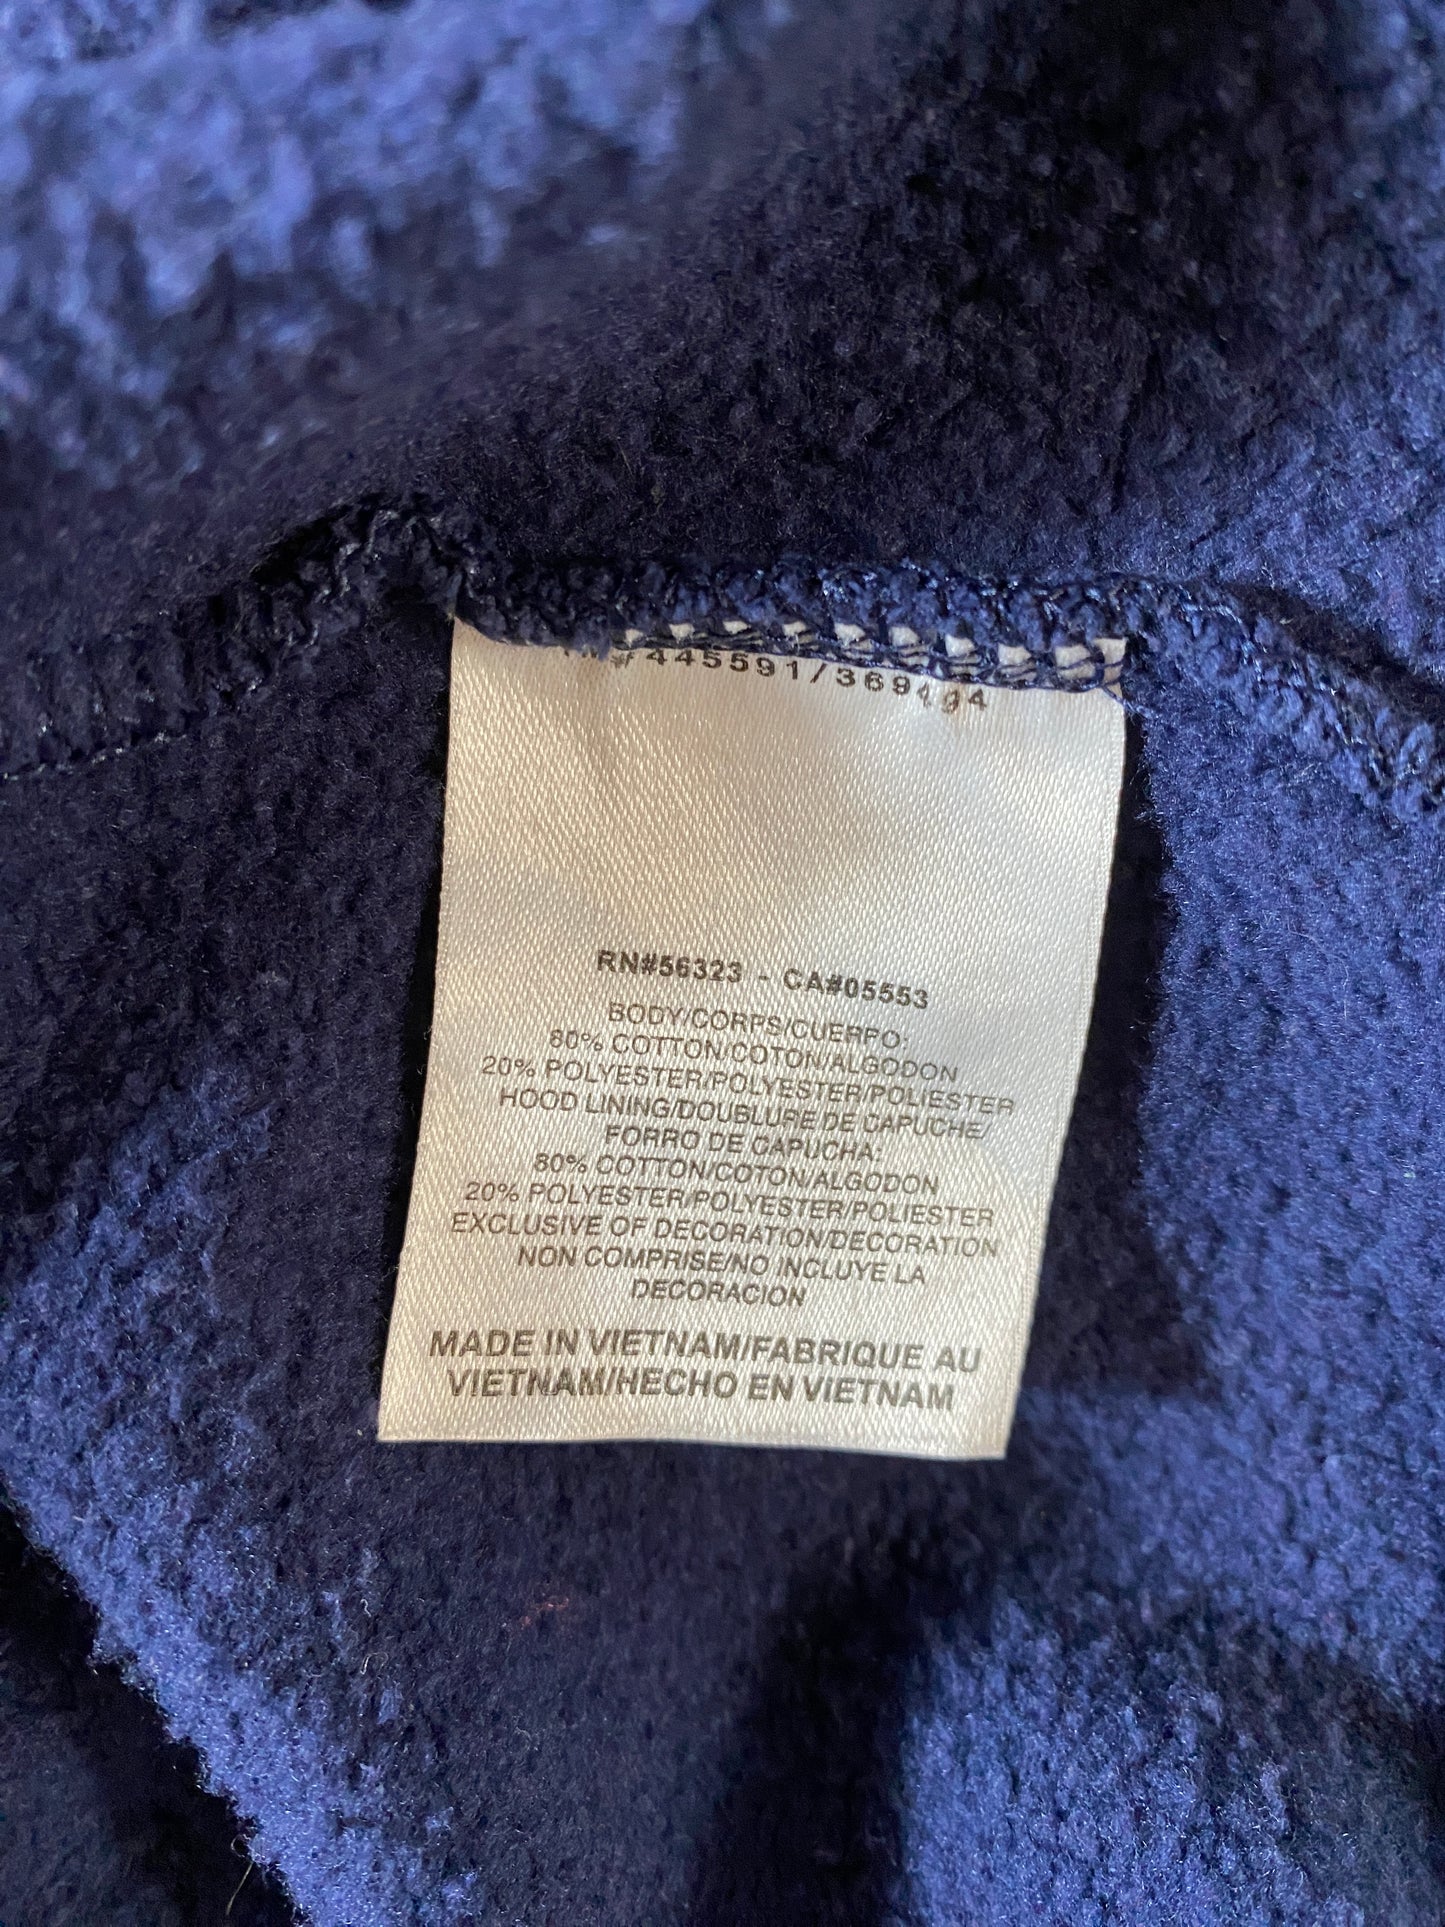 #445591/369494
RN#56323 - CA#05553
BODY/CORPS/CUERPO:
80% COTTON/COTON/ALGODON
20% POLYESTER/POLYESTER/POLIESTER
HOOD LINING/DOUBLURE DE CAPUCHE/
FORRO DE CAPUCHA:
80% COTTON/COTON/ALGODON
20% POLYESTER/POLYESTER/POLIESTER
EXCLUSIVE OF DECORATION/DECORATION
NON COMPRISE/NO INCLUYE LA
DECORACION
MADE IN VIETNAM/FABRIQUE AU
VIETNAM/HECHO EN VIETNAM